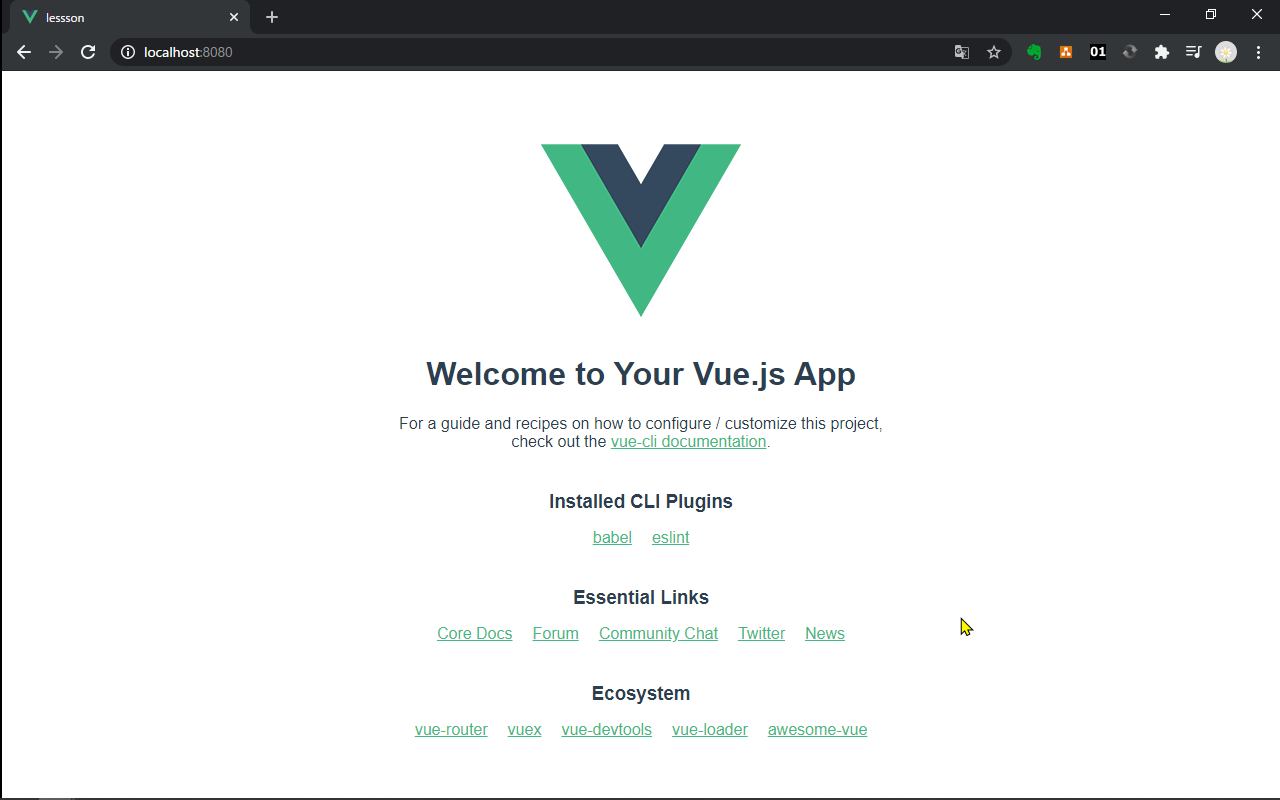 lessson
localhost:8080
01
Welcome to Your Vue.js App
For a guide and recipes on how to configure / customize this project,
check out the vue-cli documentation.
Installed CLI Plugins
babel eslint
Essential Links
Core Docs Forum Community Chat Twitter News
Ecosystem
vue-router vuex vue-devtools vue-loader awesome-vue